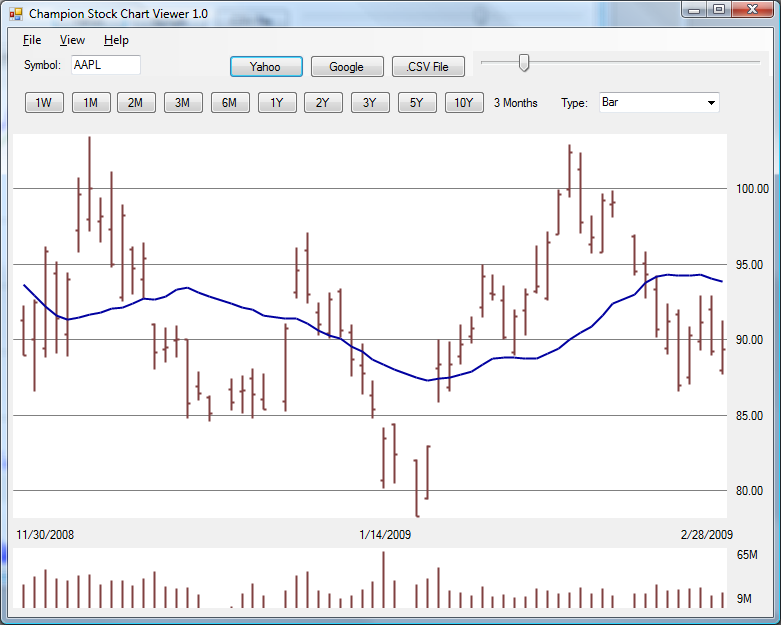 Champion Stock Chart Viewer 1.0
File View Help
Symbol: AAPL Yahoo Google .CSV File
1W 1M 2M 3M 6M 1Y 2Y 3Y 5Y 10Y 3 Months Type: Bar
100.00
95.00
90.00
85.00
80.00
11/30/2008 1/14/2009 2/28/2009
65M
9M